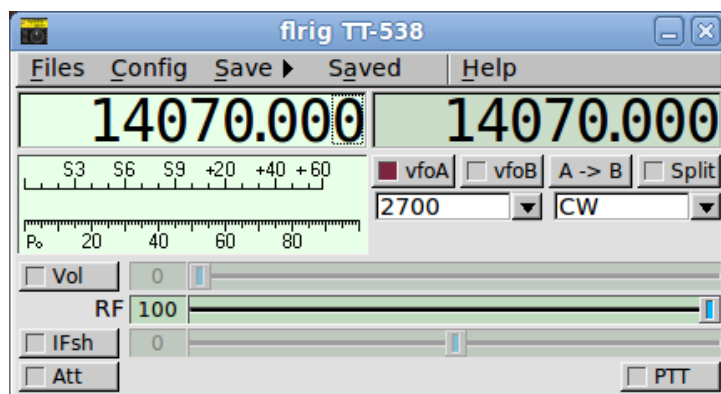 flrig TT-538
Files Config Save Saved Help
14070.000 14070.000
S3 S6 S9 +20 +40 +60
vfoA vfoB A -> B Split
2700 CW
Po 20 40 60 80
Vol 0
RF 100
IFsh 0
Att PTT